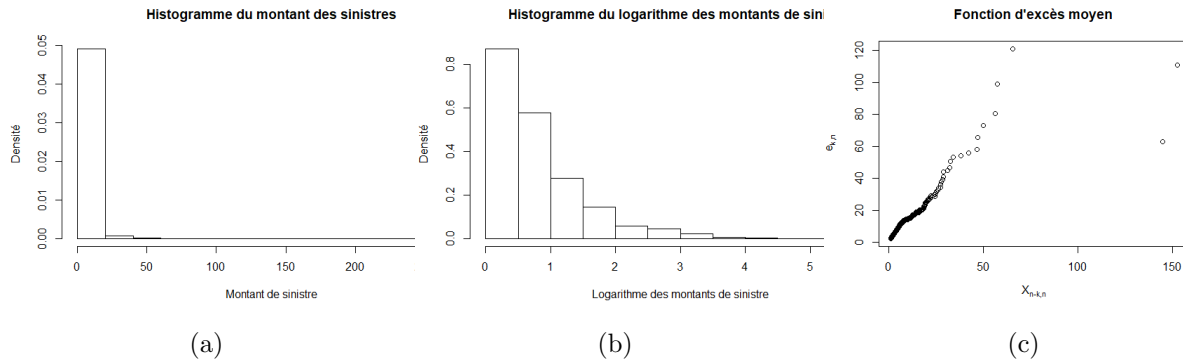 Histogramme du montant des sinistres
Densité
0.00 0.01 0.02 0.03 0.04 0.05
0 50 100 150 200
Montant de sinistre
(a)
Histogramme du logarithme des montants de sini
Densité
0.0 0.2 0.4 0.6 0.8
0 1 2 3 4 5
Logarithme des montants de sinistre
(b)
Fonction d'excès moyen
e_{k,n}
0 20 40 60 80 100 120
0 50 100 150
X_{n-k,n}
(c)